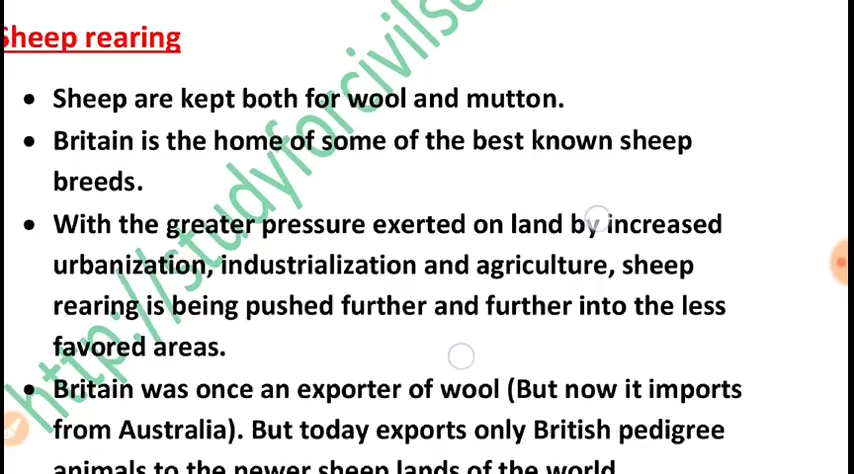 Sheep rearing
• Sheep are kept both for wool and mutton.
• Britain is the home of some of the best known sheep
breeds.
• With the greater pressure exerted on land by increased
urbanization, industrialization and agriculture, sheep
rearing is being pushed further and further into the less
favored areas.
• Britain was once an exporter of wool (But now it imports
from Australia). But today exports only British pedigree
animals to the newer sheep lands of the world
http://studyforcivils